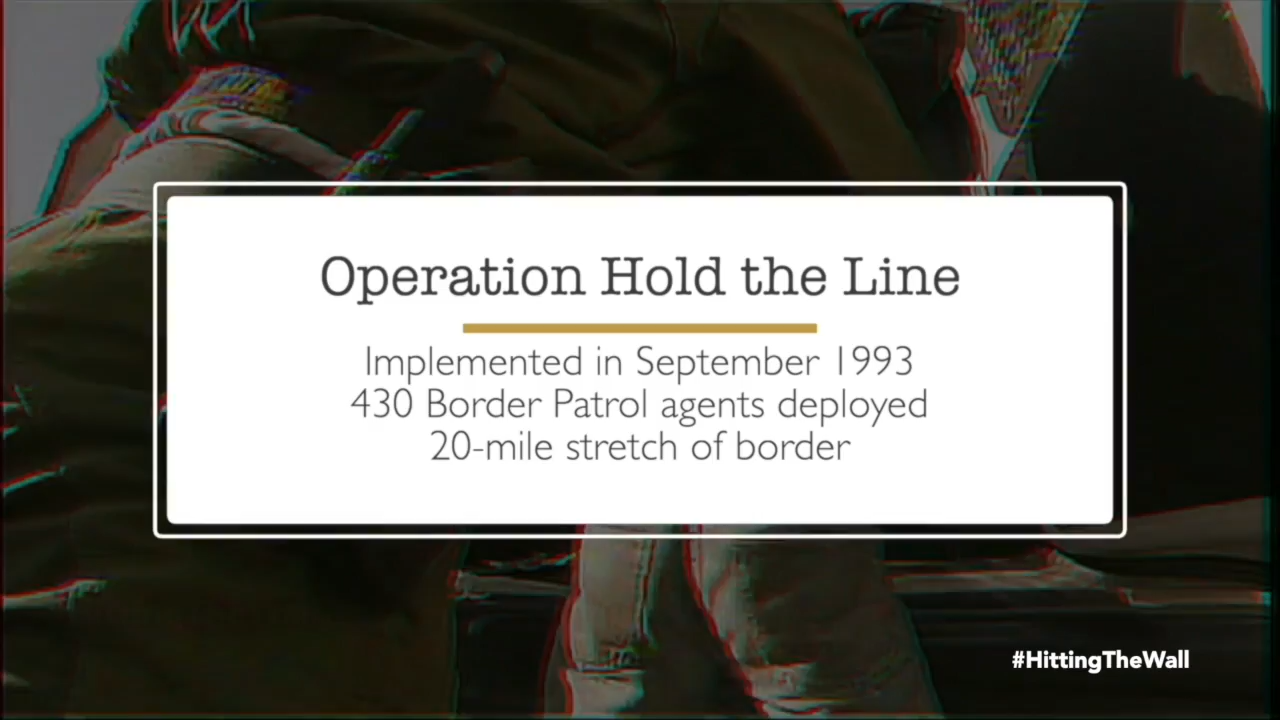 Operation Hold the Line
Implemented in September 1993
430 Border Patrol agents deployed
20-mile stretch of border
#HittingTheWall